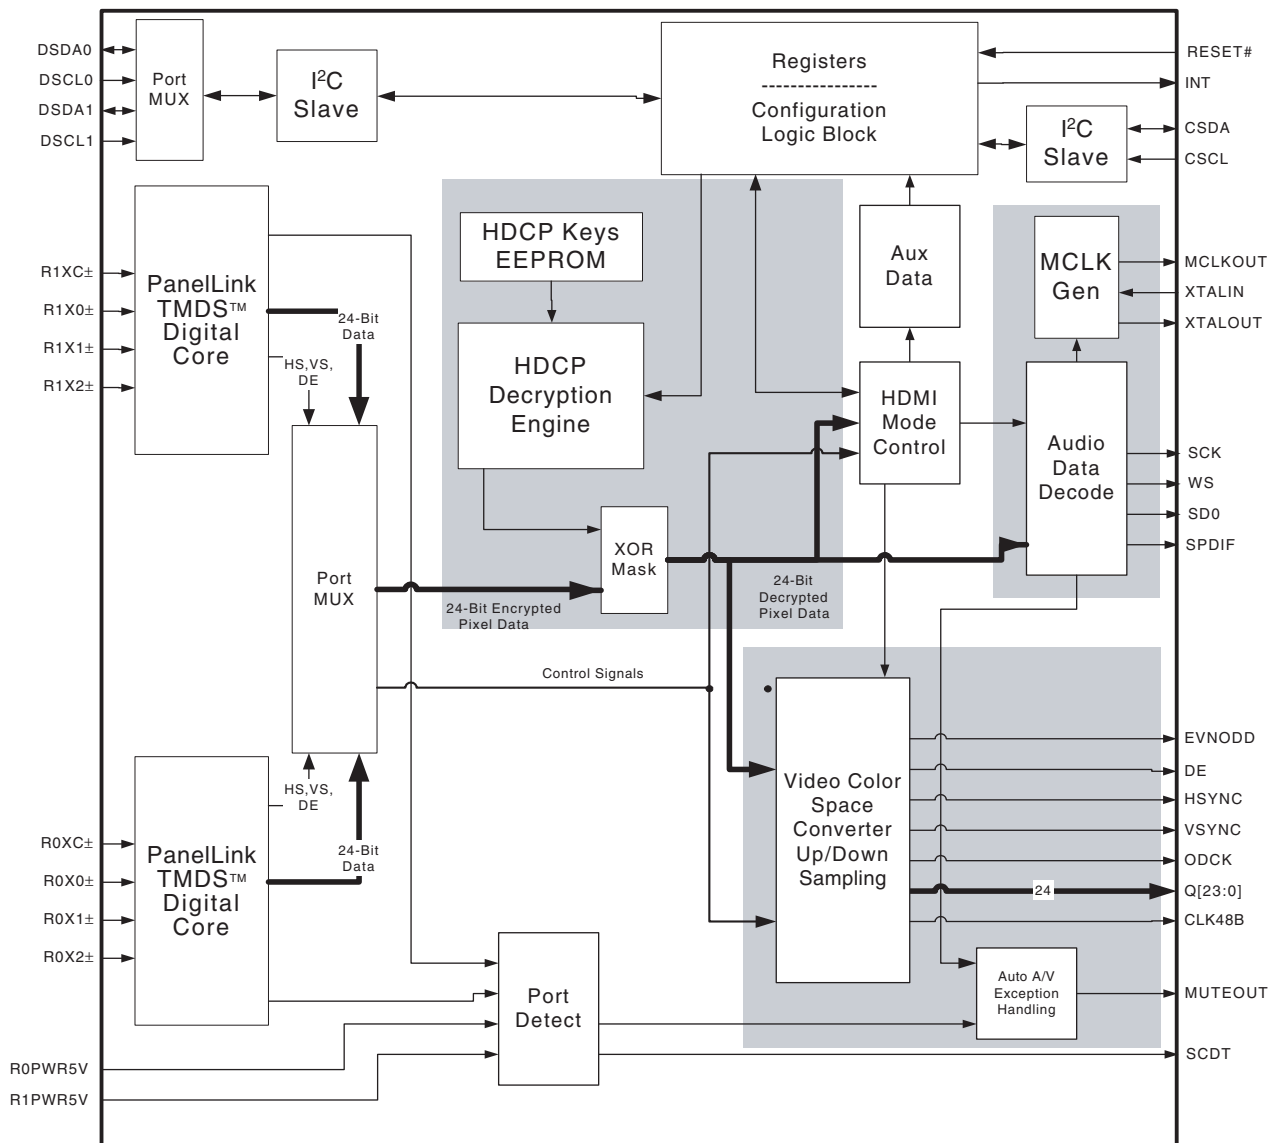 DSDA0
DSCL0
DSDA1
DSCL1
Port
MUX
I²C
Slave
Registers
Configuration
Logic Block
RESET#
INT
I²C
Slave
CSDA
CSCL
R1XC±
R1X0±
R1X1±
R1X2±
PanelLink
TMDS™
Digital
Core
24-Bit
Data
HS,VS,
DE
HDCP Keys
EEPROM
HDCP
Decryption
Engine
XOR
Mask
Aux
Data
HDMI
Mode
Control
MCLK
Gen
MCLKOUT
XTALIN
XTALOUT
Audio
Data
Decode
SCK
WS
SD0
SPDIF
Port
MUX
24-Bit Encrypted
Pixel Data
24-Bit
Decrypted
Pixel Data
Control Signals
HS,VS,
DE
24-Bit
Data
R0XC±
R0X0±
R0X1±
R0X2±
PanelLink
TMDS™
Digital
Core
Video Color
Space
Converter
Up/Down
Sampling
EVNODD
DE
HSYNC
VSYNC
ODCK
24
Q[23:0]
CLK48B
Port
Detect
Auto A/V
Exception
Handling
MUTEOUT
SCDT
R0PWR5V
R1PWR5V